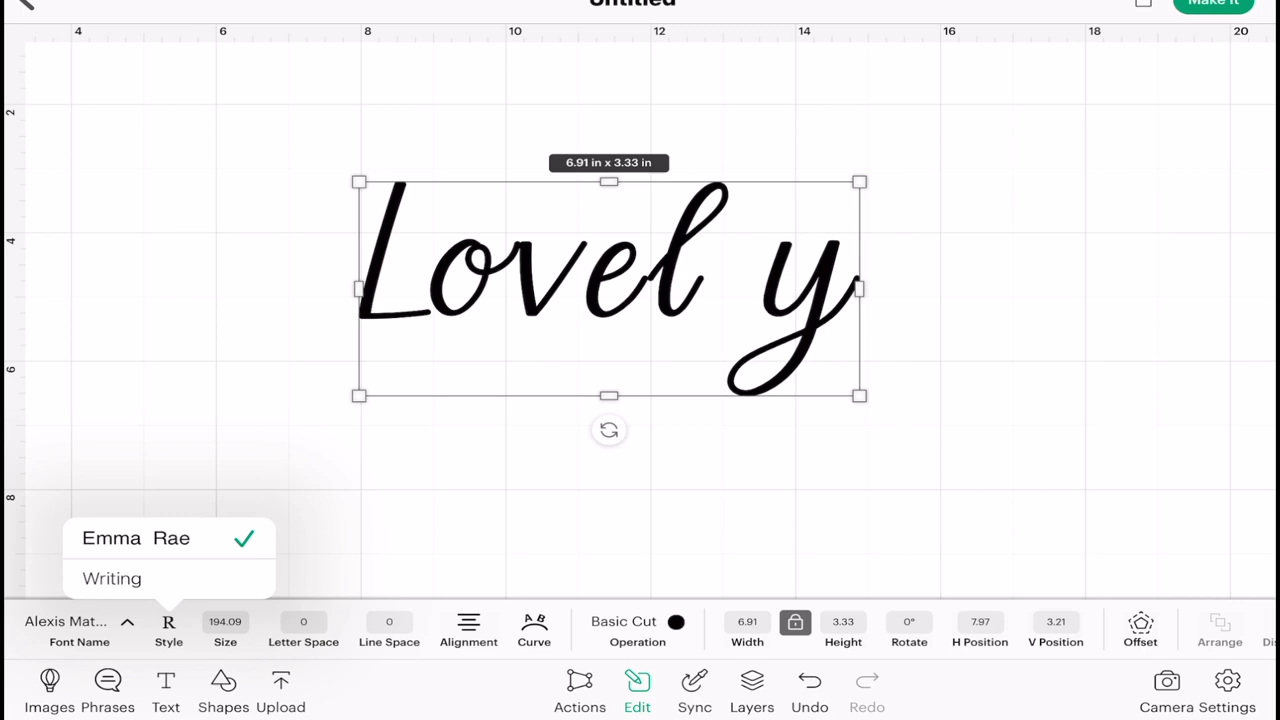 Untitled
Make It
4 6 8 10 12 14 16 18 20
2
6.91 in x 3.33 in
Lovel y
4
6
8
Emma Rae
Writing
Alexis Mat... R 194.09 0 0 A B Basic Cut 6.91 3.33 0° 7.97 3.21
Font Name Style Size Letter Space Line Space Alignment Curve Operation Width Height Rotate H Position V Position Offset Arrange
Images Phrases Text Shapes Upload Actions Edit Sync Layers Undo Redo Camera Settings